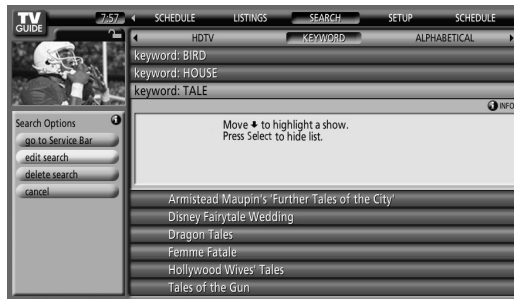 TV GUIDE
7:57
SCHEDULE LISTINGS SEARCH SETUP SCHEDULE
HDTV KEYWORD ALPHABETICAL
keyword: BIRD
keyword: HOUSE
keyword: TALE
INFO
Search Options
go to Service Bar
edit search
delete search
cancel
Move to highlight a show.
Press Select to hide list.
Armistead Maupin's 'Further Tales of the City'
Disney Fairytale Wedding
Dragon Tales
Femme Fatale
Hollywood Wives' Tales
Tales of the Gun